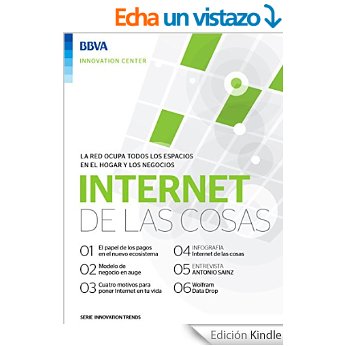 Echa un vistazo
BBVA
INNOVATION CENTER
LA RED OCUPA TODOS LOS ESPACIOS
EN EL HOGAR Y LOS NEGOCIOS
INTERNET
DE LAS COSAS
01 El papel de los pagos
en el nuevo ecosistema
02 Modelo de
negocio en auge
03 Cuatro motivos para
poner Internet en tu vida
04 INFOGRAFÍA
Internet de las cosas
05 ENTREVISTA
ANTONIO SAINZ
06 Wolfram
Data Drop
SERIE INNOVATION TRENDS
Edición Kindle